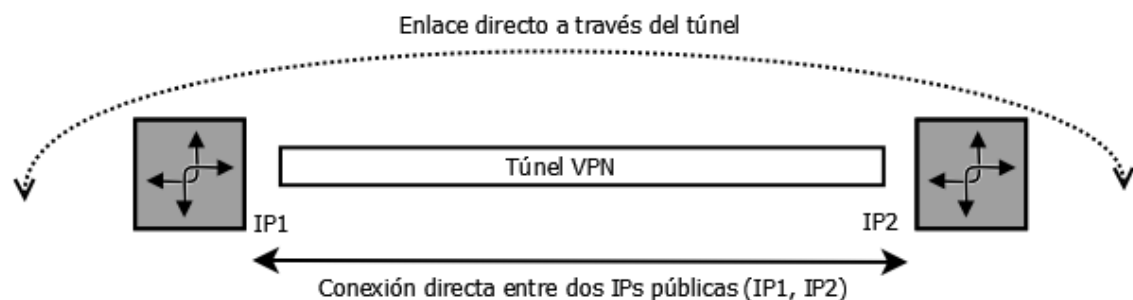 Enlace directo a través del túnel
Túnel VPN
IP1
IP2
Conexión directa entre dos IPs públicas (IP1, IP2)